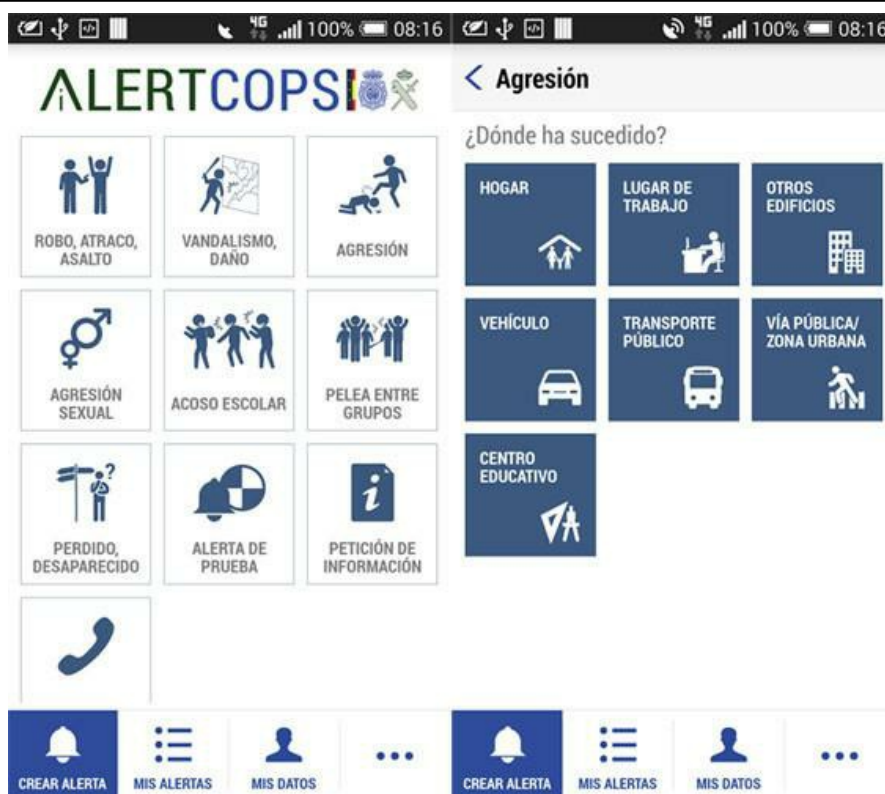 4G 100% 08:16
ALERTCOPS
ROBO, ATRACO,
ASALTO
VANDALISMO,
DAÑO
AGRESIÓN
AGRESIÓN
SEXUAL
ACOSO ESCOLAR
PELEA ENTRE
GRUPOS
PERDIDO,
DESAPARECIDO
ALERTA DE
PRUEBA
PETICIÓN DE
INFORMACIÓN
CREAR ALERTA
MIS ALERTAS
MIS DATOS
4G 100% 08:16
Agresión
¿Dónde ha sucedido?
HOGAR
LUGAR DE
TRABAJO
OTROS
EDIFICIOS
VEHÍCULO
TRANSPORTE
PÚBLICO
VÍA PÚBLICA/
ZONA URBANA
CENTRO
EDUCATIVO
CREAR ALERTA
MIS ALERTAS
MIS DATOS